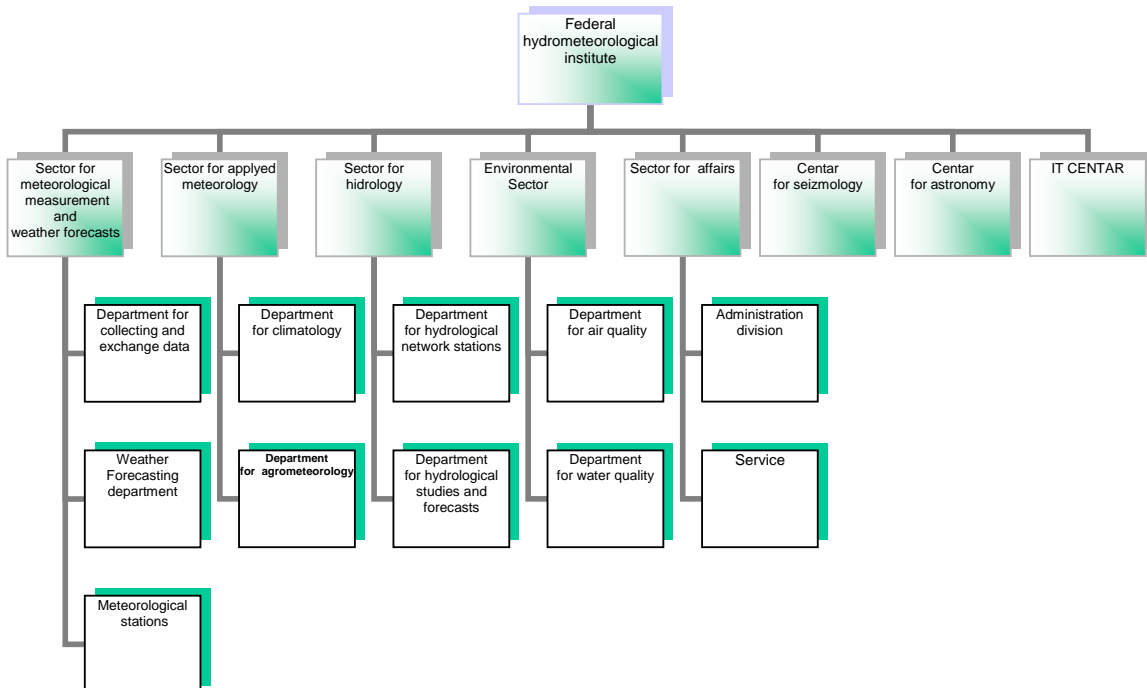 Federal
hydrometeorological
institute
Sector for
meteorological
measurement
and
weather forecasts
Sector for applyed
meteorology
Sector for
hidrology
Environmental
Sector
Sector for affairs
Centar
for seizmology
Centar
for astronomy
IT CENTAR
Department for
collecting and
exchange data
Department
for climatology
Department
for hydrological
network stations
Department
for air quality
Administration
division
Weather
Forecasting
department
Department
for agrometeorology
Department
for hydrological
studies and
forecasts
Department
for water quality
Service
Meteorological
stations